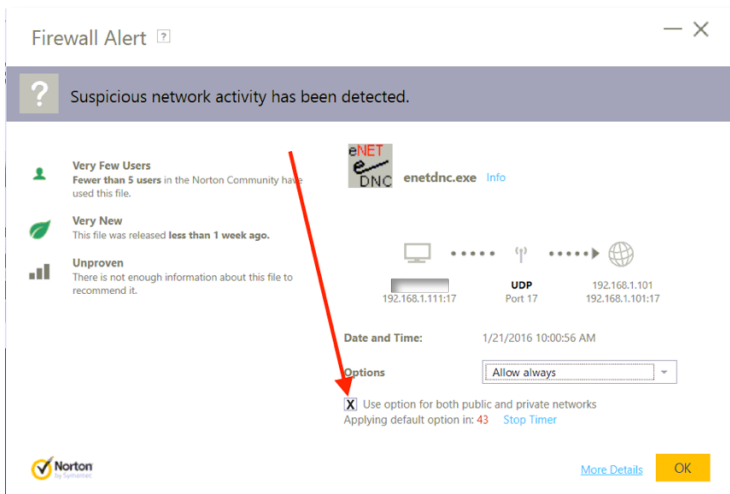 Firewall Alert ?
?
Suspicious network activity has been detected.
Very Few Users
Fewer than 5 users in the Norton Community have
used this file.
Very New
This file was released less than 1 week ago.
Unproven
There is not enough information about this file to
recommend it.
eNET
e
DNC
enetdnc.exe Info
192.168.1.111:17
UDP
Port 17
192.168.1.101
192.168.1.101:17
Date and Time: 1/21/2016 10:00:56 AM
Options Allow always
X Use option for both public and private networks
Applying default option in: 43 Stop Timer
Norton
by Symantec
More Details OK